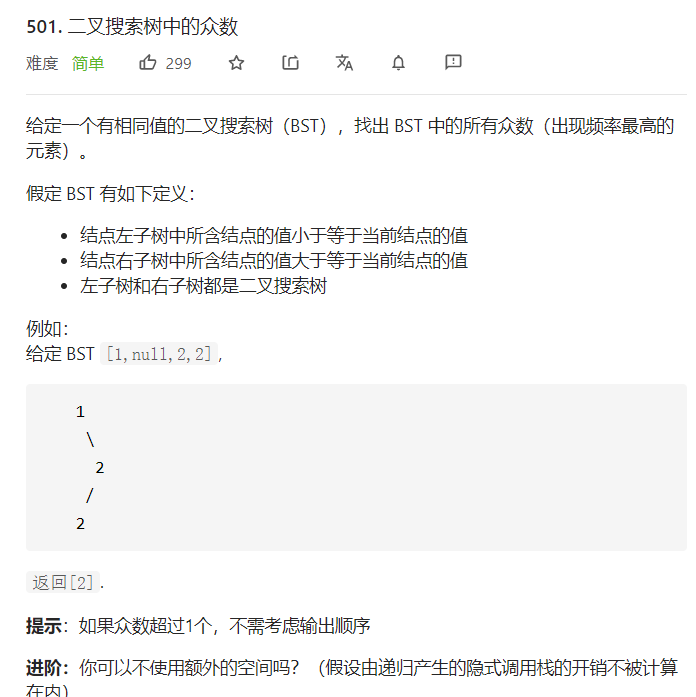 501. 二叉搜索树中的众数
难度 简单 299
给定一个有相同值的二叉搜索树（BST），找出 BST 中的所有众数（出现频率最高的
元素）。
假定 BST 有如下定义：
• 结点左子树中所含结点的值小于等于当前结点的值
• 结点右子树中所含结点的值大于等于当前结点的值
• 左子树和右子树都是二叉搜索树
例如：
给定 BST [1,null,2,2],
1
\
2
/
2
返回[2].
提示：如果众数超过1个，不需考虑输出顺序
进阶：你可以不使用额外的空间吗？（假设由递归产生的隐式调用栈的开销不被计算
在内）